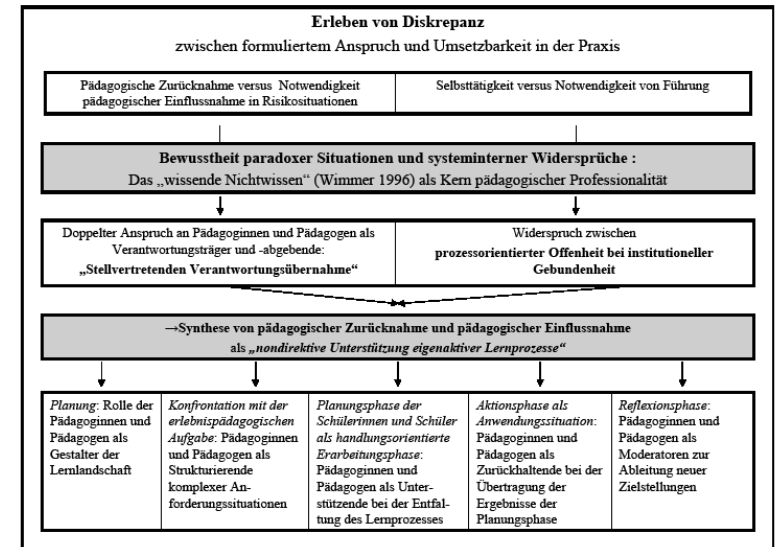 Erleben von Diskrepanz
zwischen formuliertem Anspruch und Umsetzbarkeit in der Praxis
Pädagogische Zurücknahme versus Notwendigkeit
pädagogischer Einflussnahme in Risikosituationen
Selbsttätigkeit versus Notwendigkeit von Führung
Bewusstheit paradoxer Situationen und systeminterner Widersprüche :
Das „wissende Nichtwissen“ (Wimmer 1996) als Kern pädagogischer Professionalität
Doppelter Anspruch an Pädagoginnen und Pädagogen als
Verantwortungsträger und -abgebende:
„Stellvertretenden Verantwortungsübernahme“
Widerspruch zwischen
prozessorientierter Offenheit bei institutioneller
Gebundenheit
→Synthese von pädagogischer Zurücknahme und pädagogischer Einflussnahme
als „nondirektive Unterstützung eigenaktiver Lernprozesse“
Planung: Rolle der
Pädagoginnen und
Pädagogen als
Gestalter der
Lernlandschaft
Konfrontation mit der
erlebnispädagogischen
Aufgabe: Pädagoginnen
und Pädagogen als
Strukturierende
komplexer An-
forderungssituationen
Planungsphase der
Schülerinnen und Schüler
als handlungsorientierte
Erarbeitungsphase:
Pädagoginnen und
Pädagogen als Unter-
stützende bei der Entfal-
tung des Lernprozesses
Aktionsphase als
Anwendungssituation:
Pädagoginnen und
Pädagogen als
Zurückhaltende bei der
Übertragung der
Ergebnisse der
Planungsphase
Reflexionsphase:
Pädagoginnen und
Pädagogen als
Moderatoren zur
Ableitung neuer
Zielstellungen